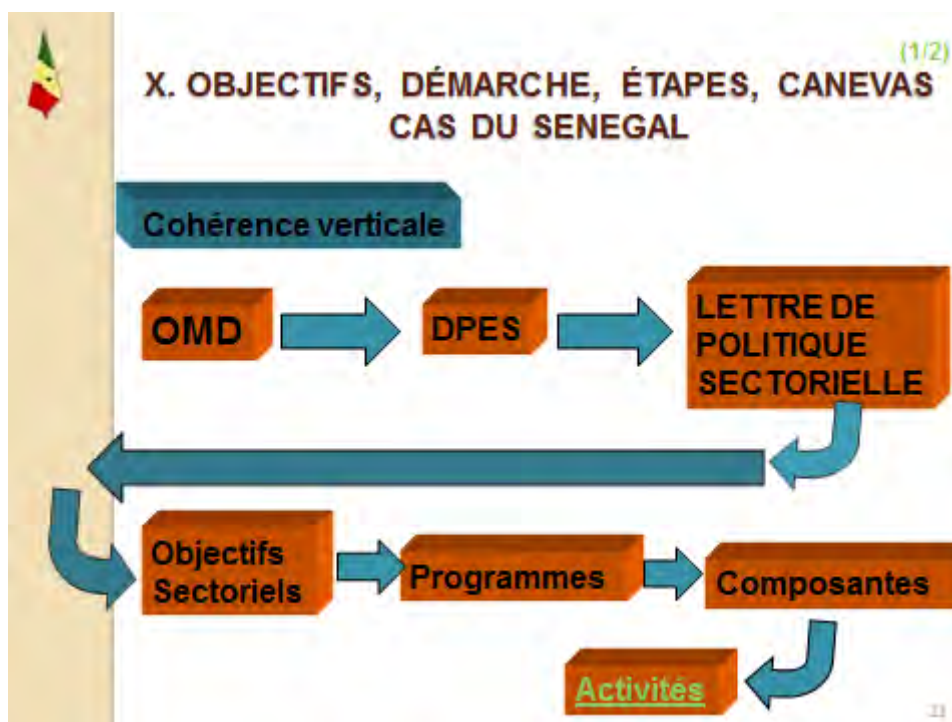 (1/2)
X. OBJECTIFS, DÉMARCHE, ÉTAPES, CANEVAS
CAS DU SENEGAL
Cohérence verticale
OMD
DPES
LETTRE DE
POLITIQUE
SECTORIELLE
Objectifs
Sectoriels
Programmes
Composantes
Activités